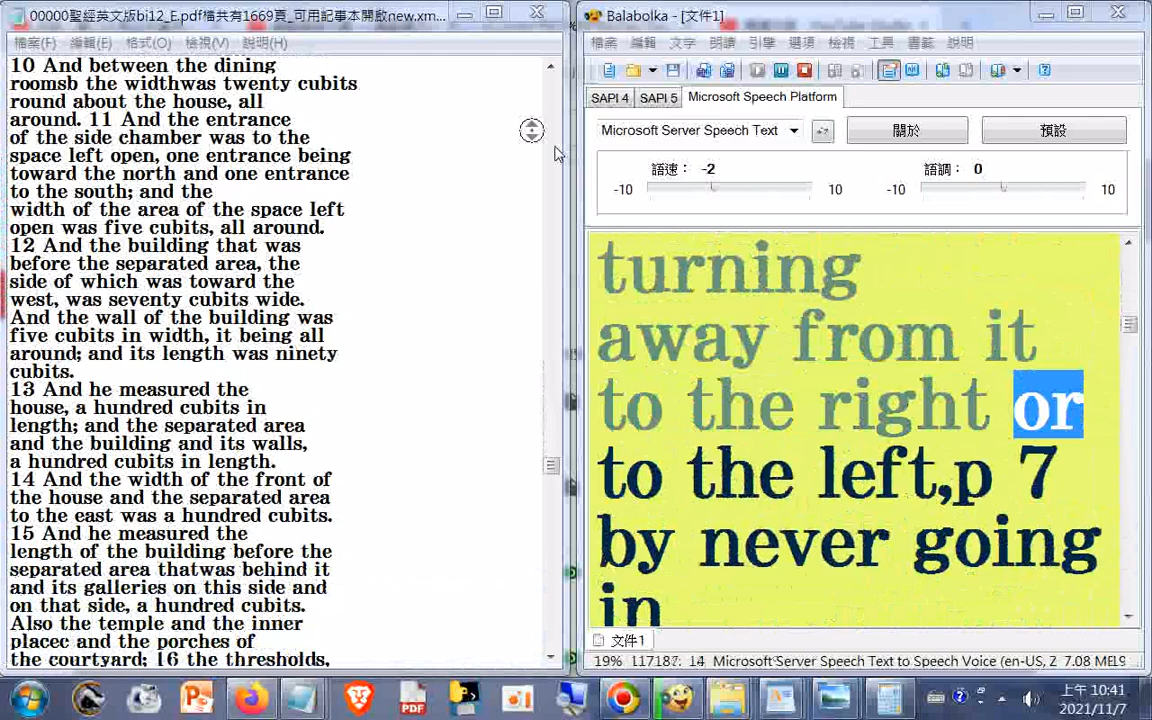 00000聖經英文版bi12_E.pdf檔共有1669頁_可用記事本開啟new.xm...
檔案(F) 編輯(E) 格式(O) 檢視(V) 說明(H)
10 And between the dining
roomsb the widthwas twenty cubits
round about the house, all
around. 11 And the entrance
of the side chamber was to the
space left open, one entrance being
toward the north and one entrance
to the south; and the
width of the area of the space left
open was five cubits, all around.
12 And the building that was
before the separated area, the
side of which was toward the
west, was seventy cubits wide.
And the wall of the building was
five cubits in width, it being all
around; and its length was ninety
cubits.
13 And he measured the
house, a hundred cubits in
length; and the separated area
and the building and its walls,
a hundred cubits in length.
14 And the width of the front of
the house and the separated area
to the east was a hundred cubits.
15 And he measured the
length of the building before the
separated area thatwas behind it
and its galleries on this side and
on that side, a hundred cubits.
Also the temple and the inner
placec and the porches of
the courtyard; 16 the thresholds,
Balabolka - [文件1]
檔案 編輯 文字 朗讀 引擎 選項 檢視 工具 書籤 說明
SAPI 4 SAPI 5 Microsoft Speech Platform
Microsoft Server Speech Text 關於 預設
語速： -2 語調： 0
-10 10 -10 10
turning
away from it
to the right or
to the left,p 7
by never going
in
文件1
19% 117187: 14 Microsoft Server Speech Text to Speech Voice (en-US, Z 7.08 ME
PDF
上午 10:41
2021/11/7